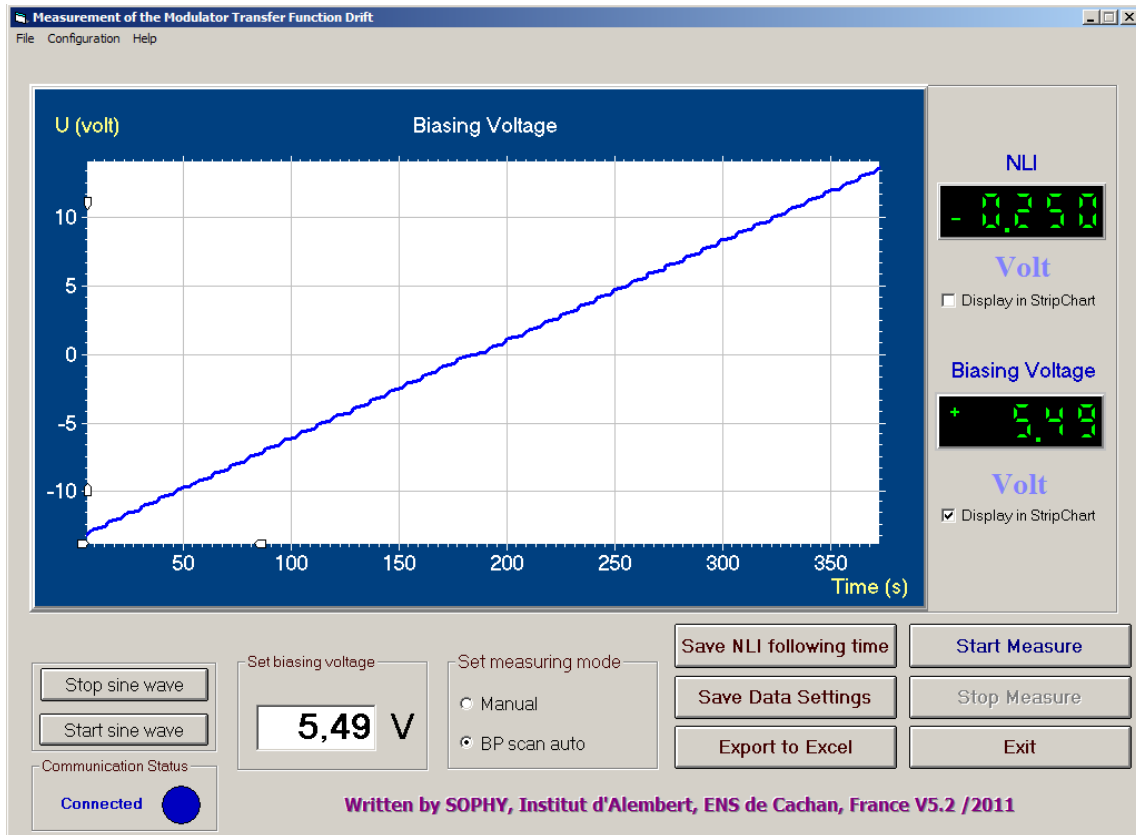 Measurement of the Modulator Transfer Function Drift
File Configuration Help
U (volt)
Biasing Voltage
10
5
0
-5
-10
50 100 150 200 250 300 350
Time (s)
NLI
- 0.250
Volt
Display in StripChart
Biasing Voltage
+ 5.49
Volt
Display in StripChart
Stop sine wave
Start sine wave
Set biasing voltage
5,49 V
Set measuring mode
Manual
BP scan auto
Save NLI following time
Start Measure
Save Data Settings
Stop Measure
Export to Excel
Exit
Communication Status
Connected
Written by SOPHY, Institut d'Alembert, ENS de Cachan, France V5.2 /2011